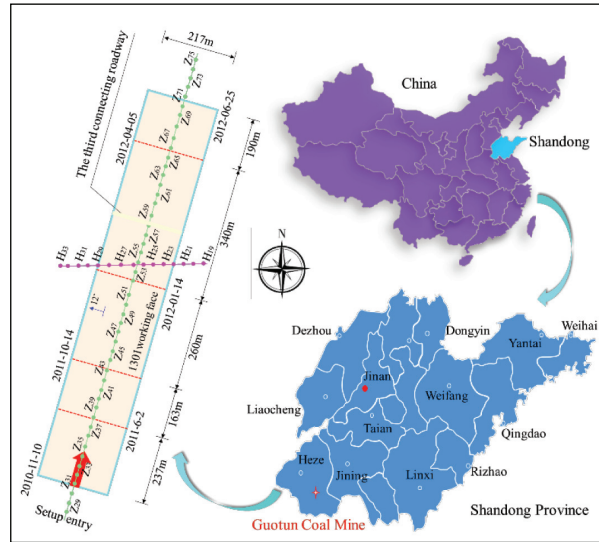 217m
The third connecting roadway
Z75
Z73
Z71
Z69
2012-04-05
2012-06-25
Z67
Z65
190m
Z63
Z61
Z59
Z57
340m
H33
H31
H29
H27
Z55
H25
H23
H21
H19
Z53
12°
Z51
Z49
2012-01-14
Z47
Z45
1301working face
260m
2011-10-14
Z43
Z41
Z39
163m
Z37
2011-6-2
Z35
237m
2010-11-10
Z31
Z29
Setup entry
N
China
Shandong
Dezhou
Dongyin
Yantai
Weihai
Jinan
Weifang
Liaocheng
Taian
Qingdao
Heze
Jining
Linxi
Rizhao
Guotun Coal Mine
Shandong Province